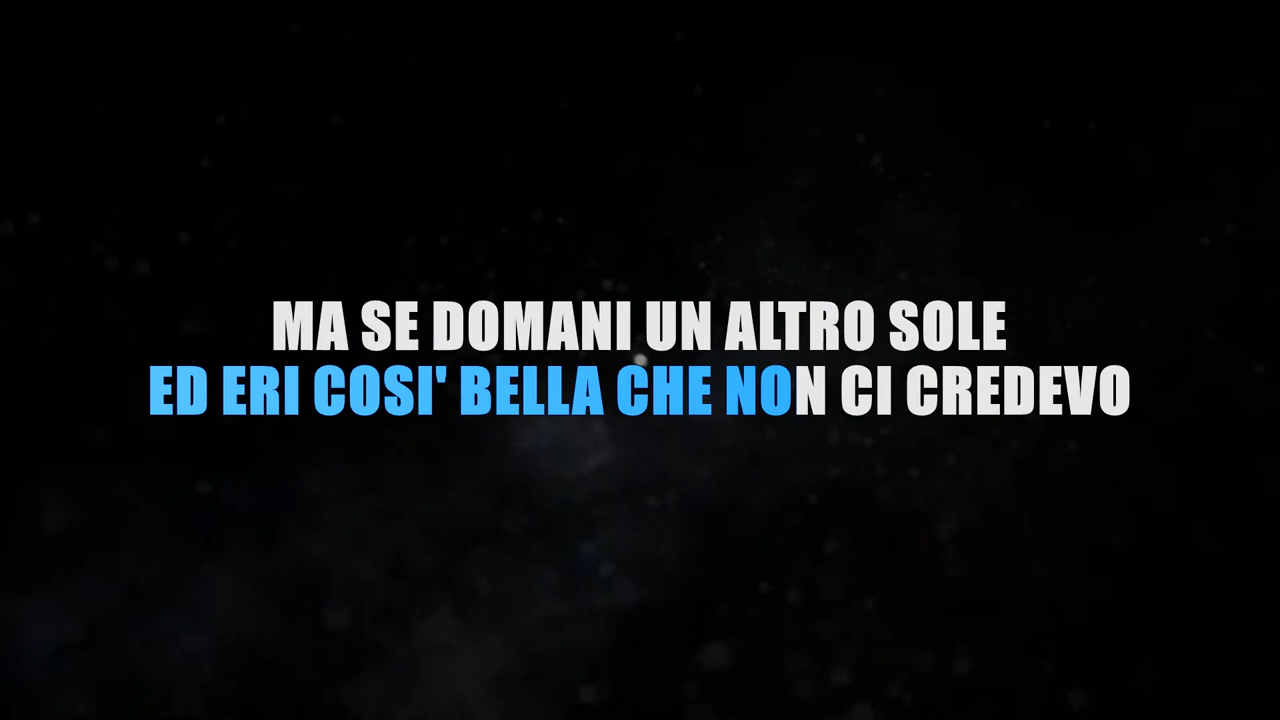 MA SE DOMANI UN ALTRO SOLE
ED ERI COSI' BELLA CHE NON CI CREDEVO